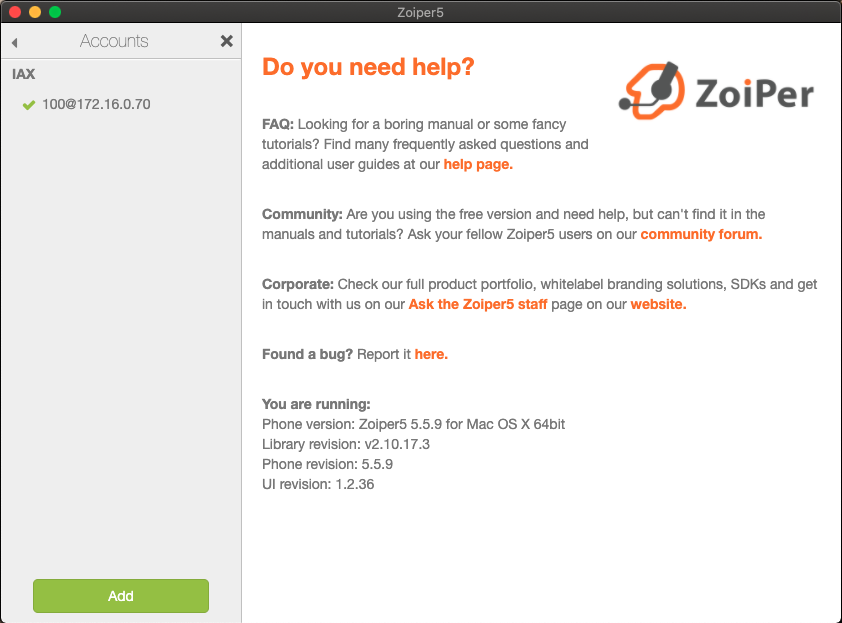 Zoiper5
Accounts
IAX
100@172.16.0.70
Add
Do you need help?
ZoiPer
FAQ: Looking for a boring manual or some fancy
tutorials? Find many frequently asked questions and
additional user guides at our help page.
Community: Are you using the free version and need help, but can't find it in the
manuals and tutorials? Ask your fellow Zoiper5 users on our community forum.
Corporate: Check our full product portfolio, whitelabel branding solutions, SDKs and get
in touch with us on our Ask the Zoiper5 staff page on our website.
Found a bug? Report it here.
You are running:
Phone version: Zoiper5 5.5.9 for Mac OS X 64bit
Library revision: v2.10.17.3
Phone revision: 5.5.9
UI revision: 1.2.36